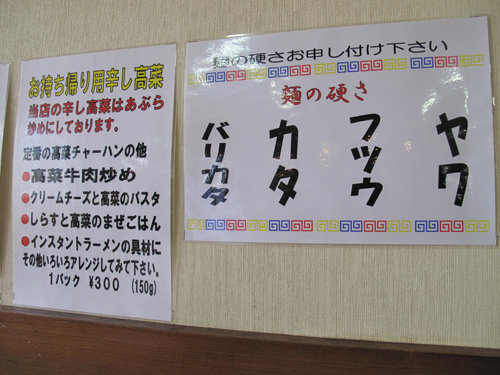 お持ち帰り用辛し高菜
当店の辛し高菜はあぶら
炒めにしております。
定番の高菜チャーハンの他
●高菜牛肉炒め
●クリームチーズと高菜のパスタ
●しらすと高菜のまぜごはん
●インスタントラーメンの具材に
その他いろいろアレンジしてみて下さい。
1パック ¥300 (150g)
麺の硬さお申し付け下さい
麺の硬さ
ヤワ
フツウ
カタ
バリカタ